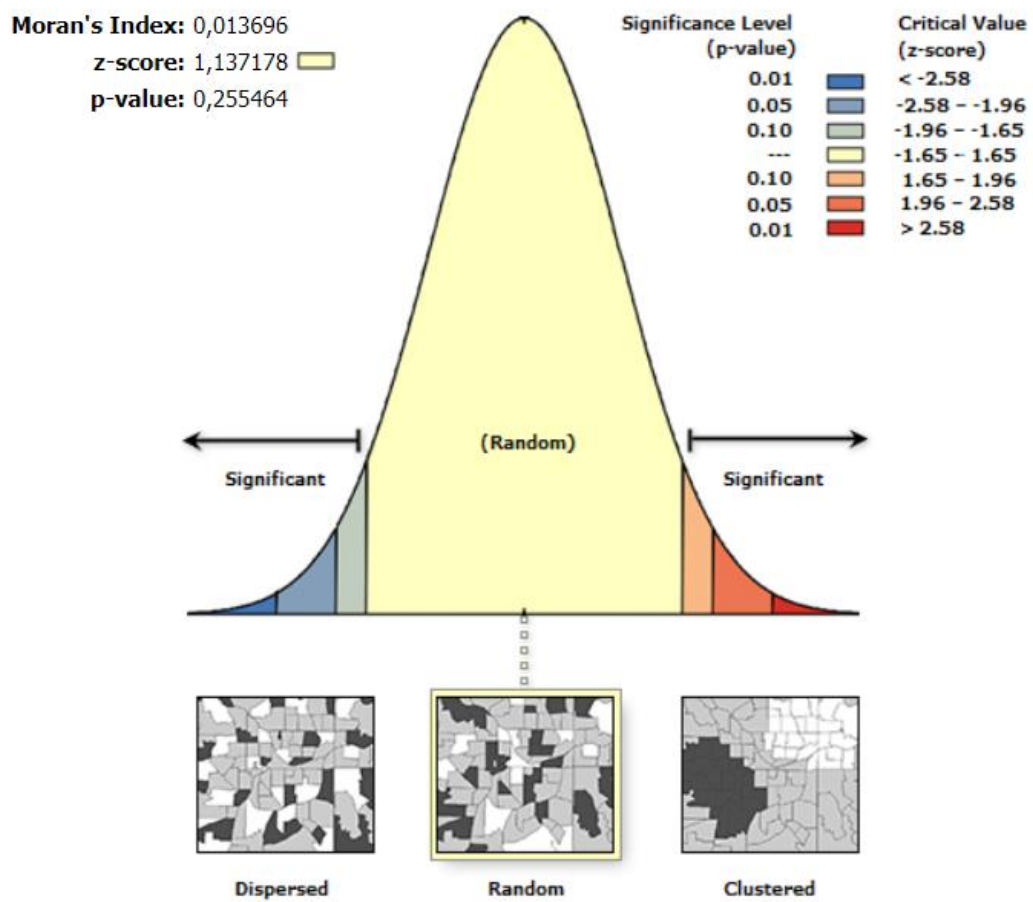 Moran's Index: 0,013696
z-score: 1,137178
p-value: 0,255464
Significance Level
(p-value)
Critical Value
(z-score)
0.01 < -2.58
0.05 -2.58 – -1.96
0.10 -1.96 – -1.65
--- -1.65 – 1.65
0.10 1.65 – 1.96
0.05 1.96 – 2.58
0.01 > 2.58
(Random)
Significant
Significant
Dispersed
Random
Clustered